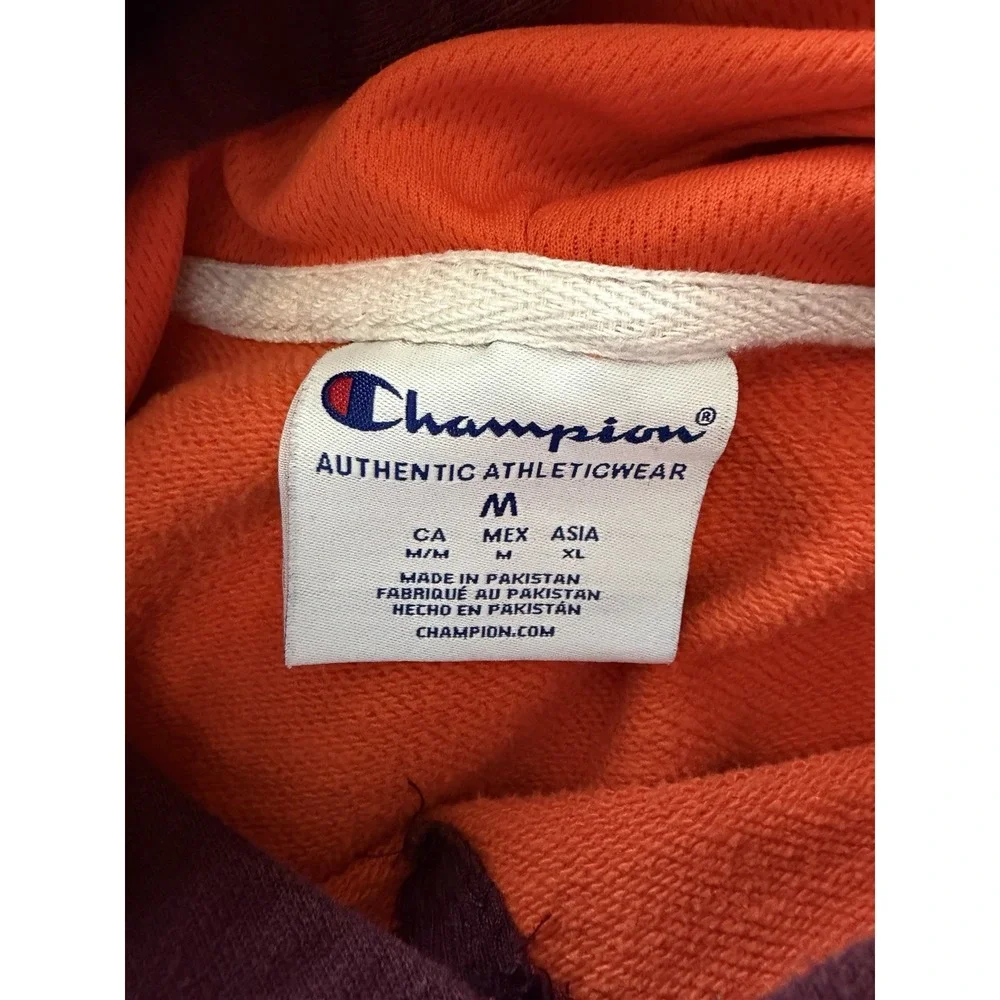 Champion®
AUTHENTIC ATHLETICWEAR
M
CA MEX ASIA
M/M M XL
MADE IN PAKISTAN
FABRIQUÉ AU PAKISTAN
HECHO EN PAKISTÁN
CHAMPION.COM